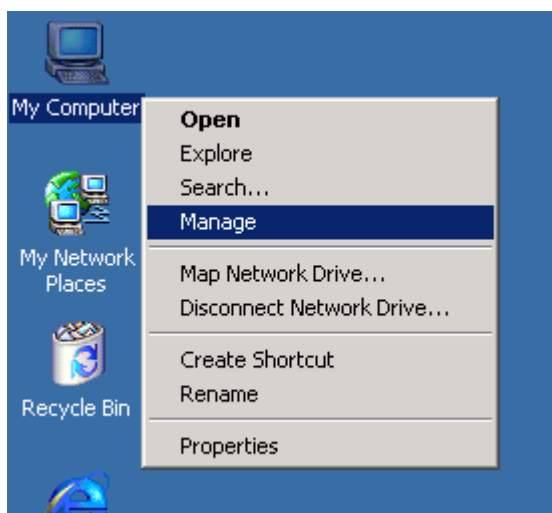 My Computer
Open
Explore
Search...
Manage
My Network
Places
Map Network Drive...
Disconnect Network Drive...
Create Shortcut
Rename
Recycle Bin
Properties